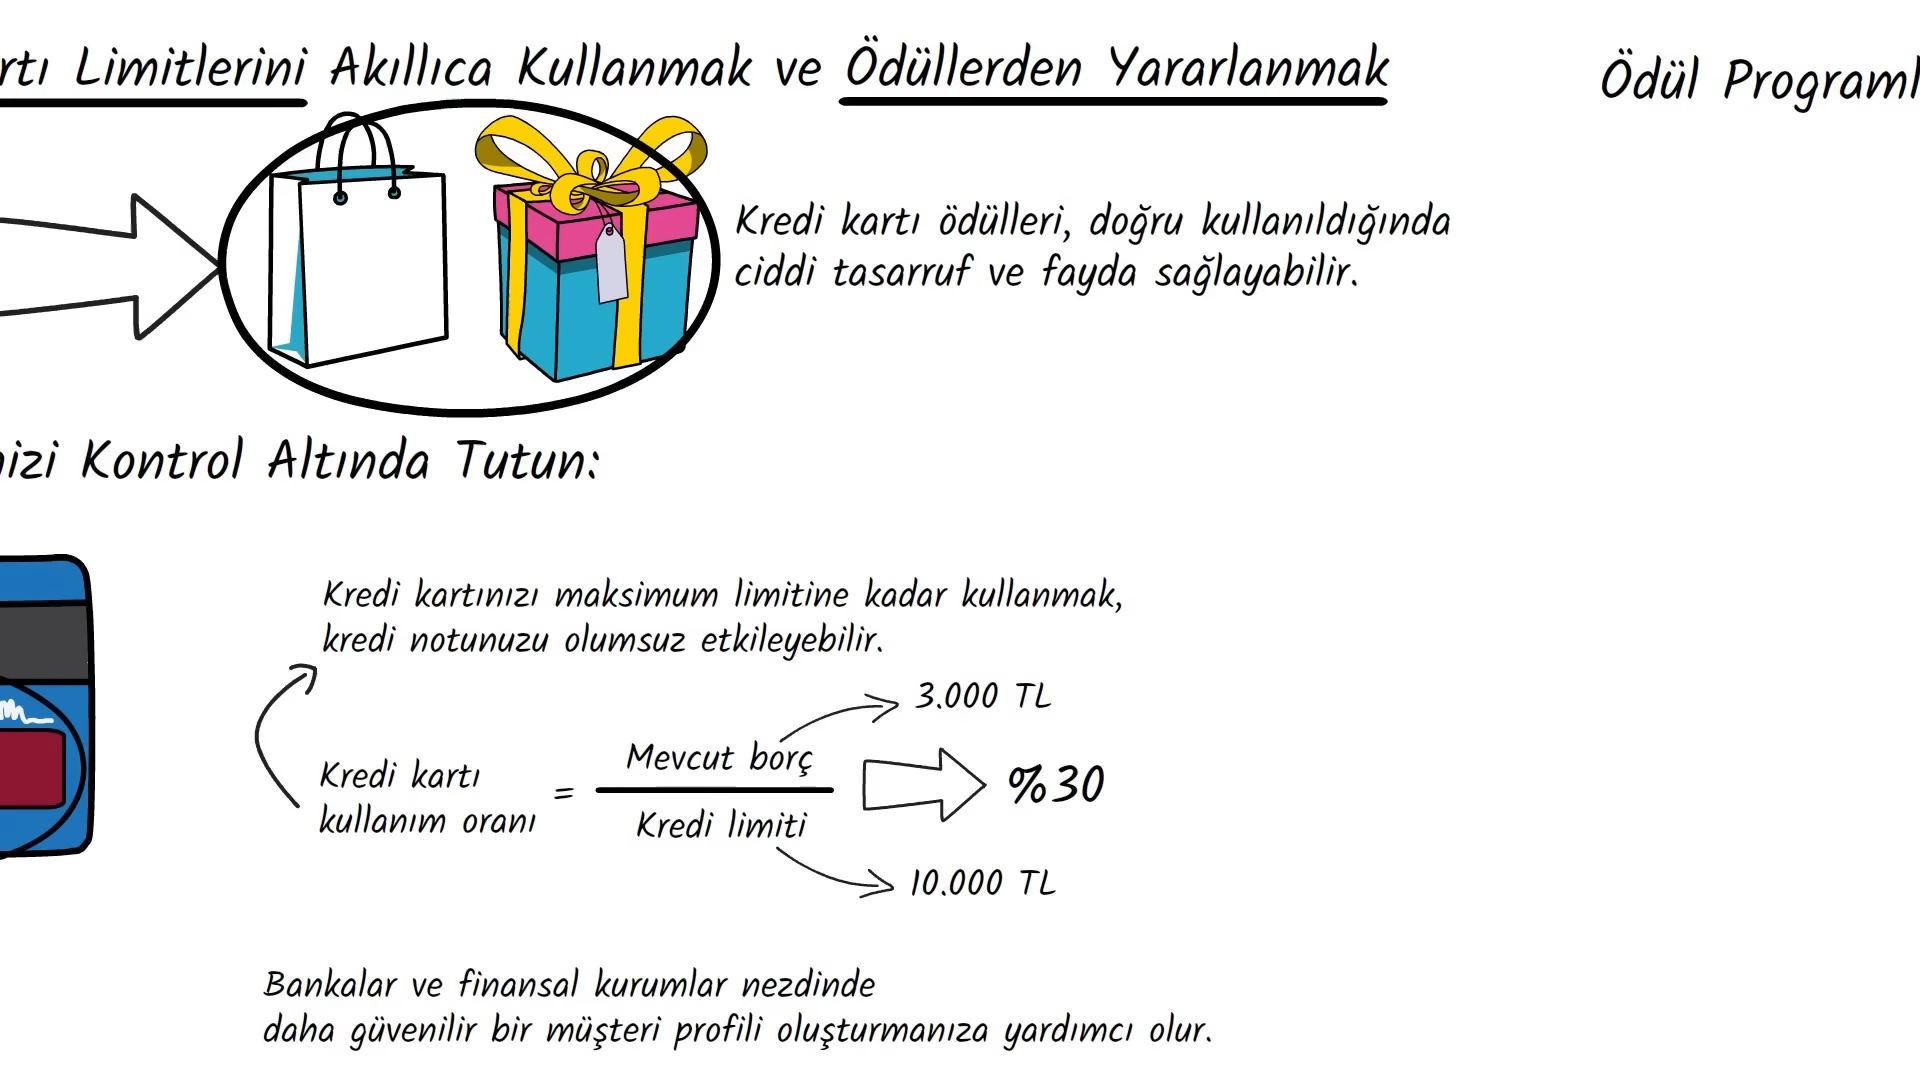 rtı Limitlerini Akıllıca Kullanmak ve Ödüllerden Yararlanmak
Ödül Programl
Kredi kartı ödülleri, doğru kullanıldığında
ciddi tasarruf ve fayda sağlayabilir.
nizi Kontrol Altında Tutun:
Kredi kartınızı maksimum limitine kadar kullanmak,
kredi notunuzu olumsuz etkileyebilir.
3.000 TL
Kredi kartı
kullanım oranı
=
Mevcut borç
Kredi limiti
%30
10.000 TL
Bankalar ve finansal kurumlar nezdinde
daha güvenilir bir müşteri profili oluşturmanıza yardımcı olur.